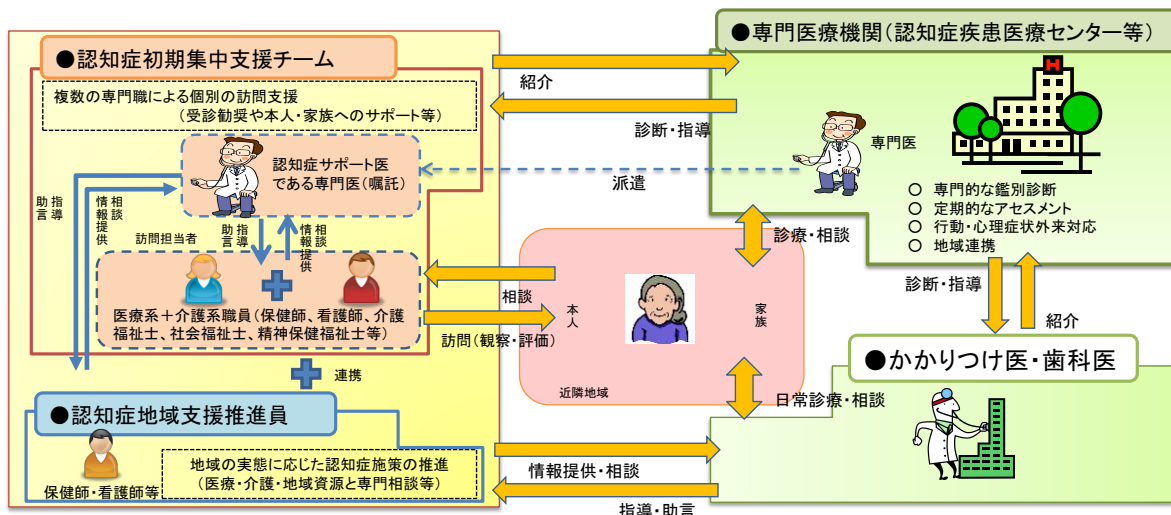 ●認知症初期集中支援チーム
複数の専門職による個別の訪問支援
(受診勧奨や本人・家族へのサポート等)
認知症サポート医
である専門医(嘱託)
指導
助言
相談
情報提供
訪問担当者
指導
助言
相談
情報提供
医療系+介護系職員(保健師、看護師、介護
福祉士、社会福祉士、精神保健福祉士等)
連携
●認知症地域支援推進員
地域の実態に応じた認知症施策の推進
(医療・介護・地域資源と専門相談等)
保健師・看護師等
紹介
診断・指導
派遣
相談
訪問(観察・評価)
本人
家族
近隣地域
診療・相談
日常診療・相談
情報提供・相談
指導・助言
●専門医療機関(認知症疾患医療センター等)
H
専門医
○ 専門的な鑑別診断
○ 定期的なアセスメント
○ 行動・心理症状外来対応
○ 地域連携
診断・指導
紹介
●かかりつけ医・歯科医